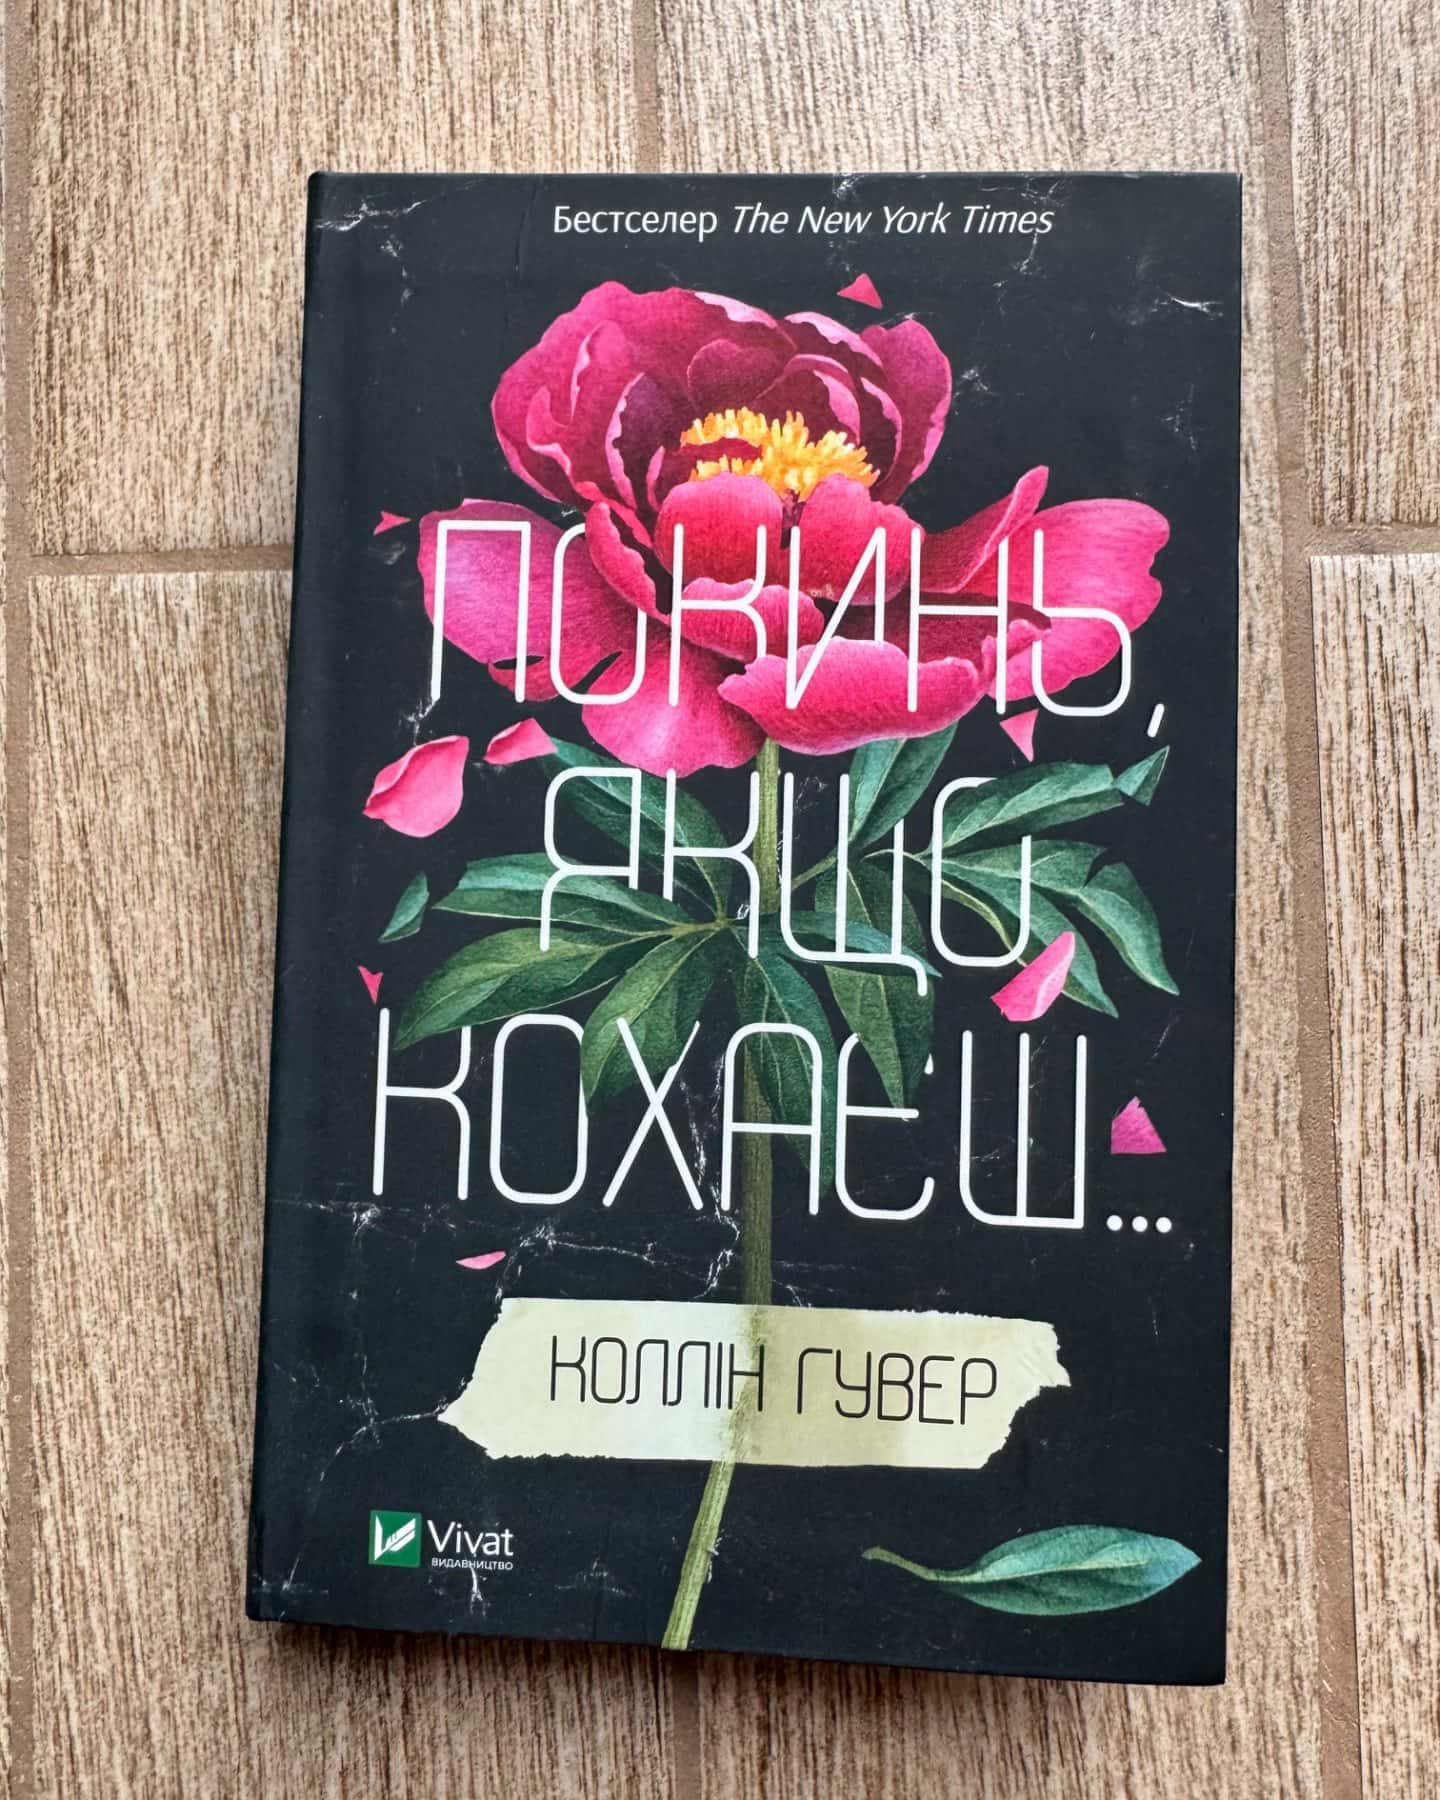 Бестселер The New York Times
ПОКИНЬ,
ЯКЩО
КОХАЄШ...
КОЛЛІН ГУВЕР
Vivat
ВИДАВНИЦТВО